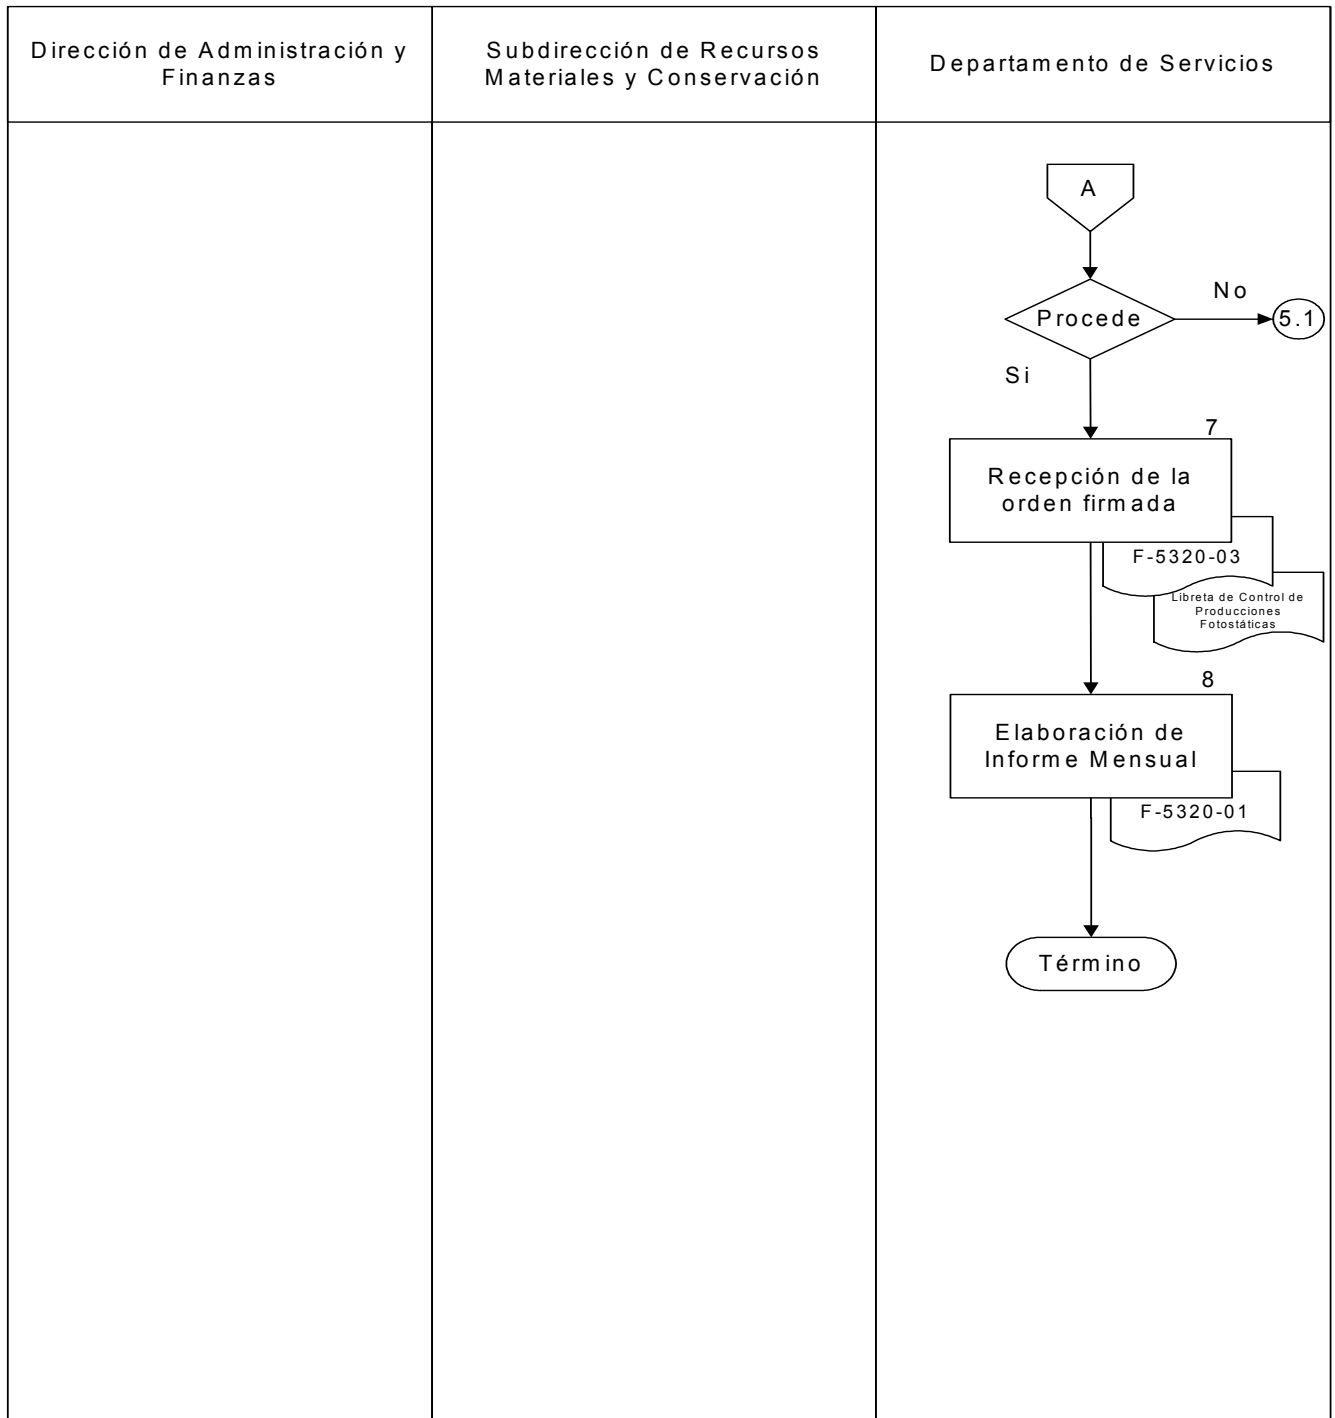 Dirección de Administración y
Finanzas
Subdirección de Recursos
Materiales y Conservación
Departamento de Servicios
A
Procede
No
5.1
Si
7
Recepción de la
orden firmada
F-5320-03
Libreta de Control de
Producciones
Fotostáticas
8
Elaboración de
Informe Mensual
F-5320-01
Término